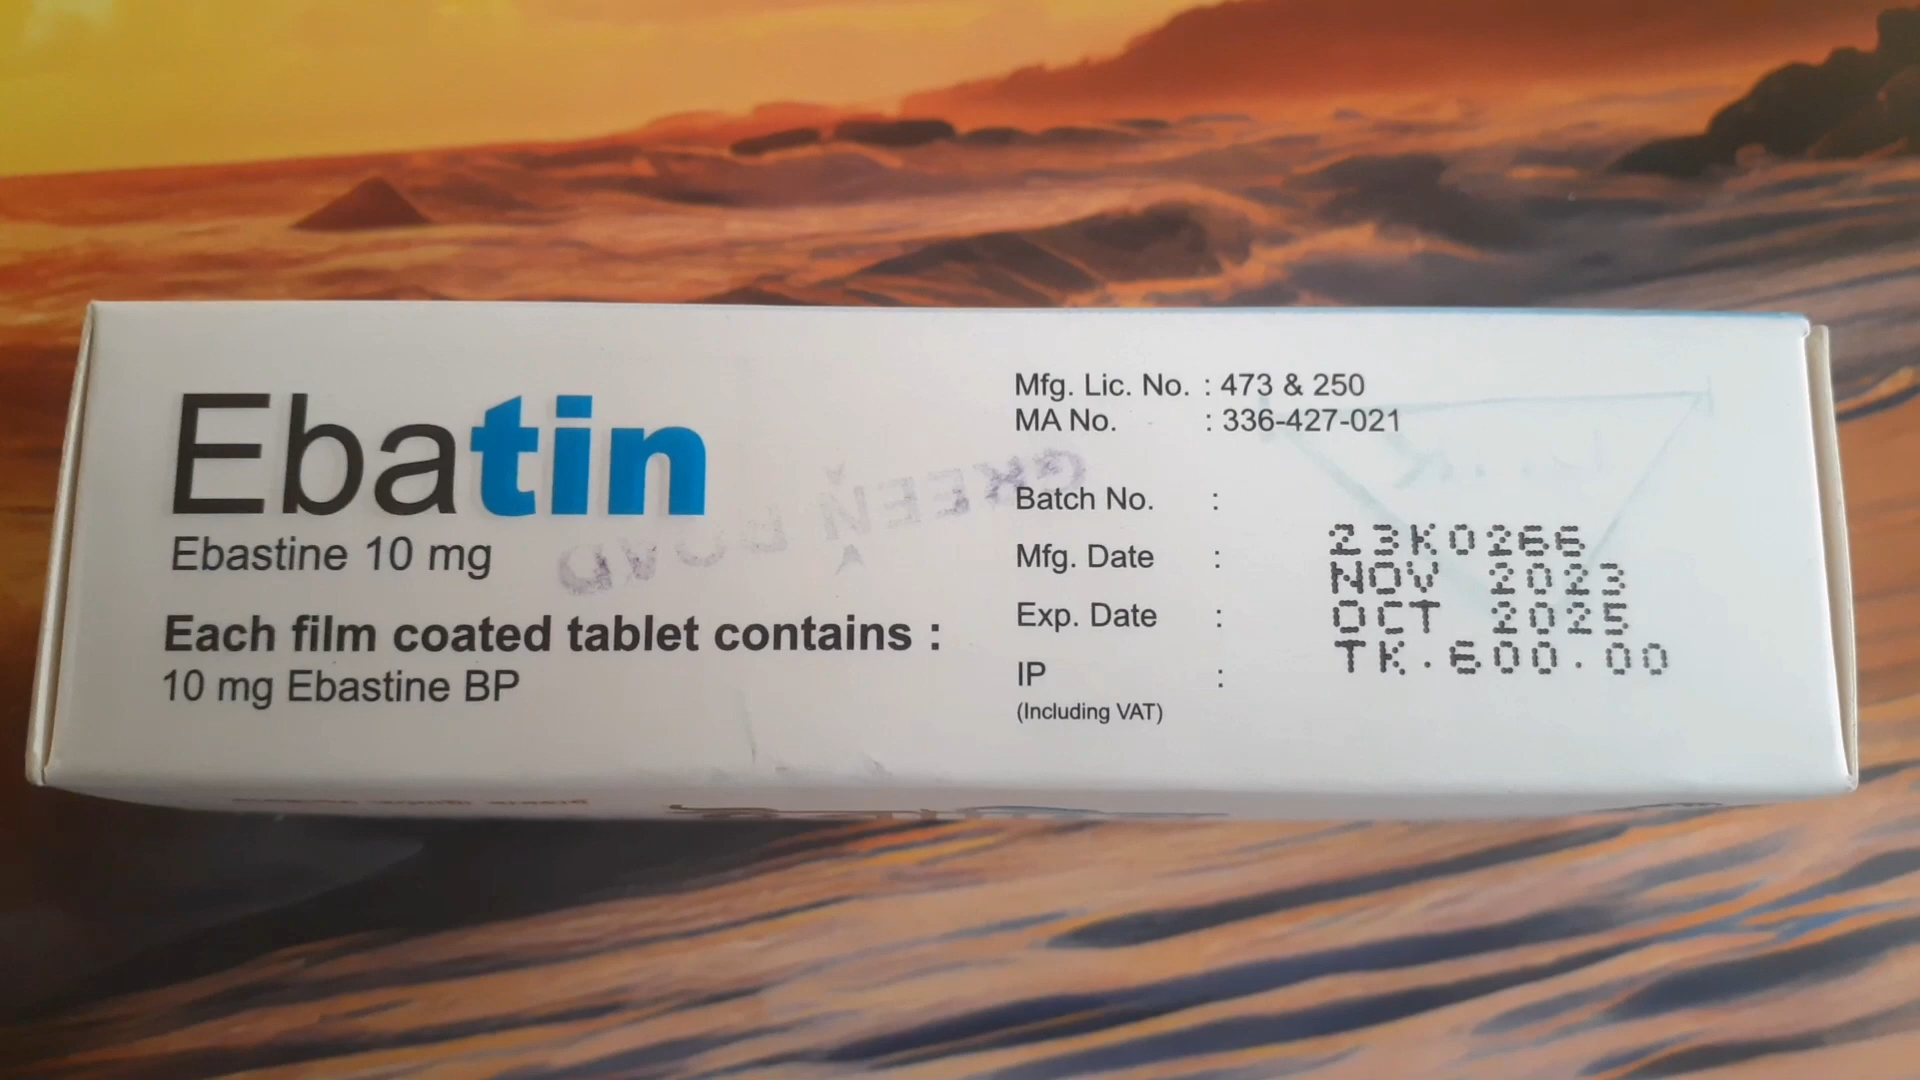 Ebatin
Ebastine 10 mg
Each film coated tablet contains :
10 mg Ebastine BP
Mfg. Lic. No. : 473 & 250
MA No. : 336-427-021
Batch No. :
Mfg. Date :
Exp. Date :
IP :
(Including VAT)
23K0266
NOV 2023
OCT 2025
TK.600.00
GREEN